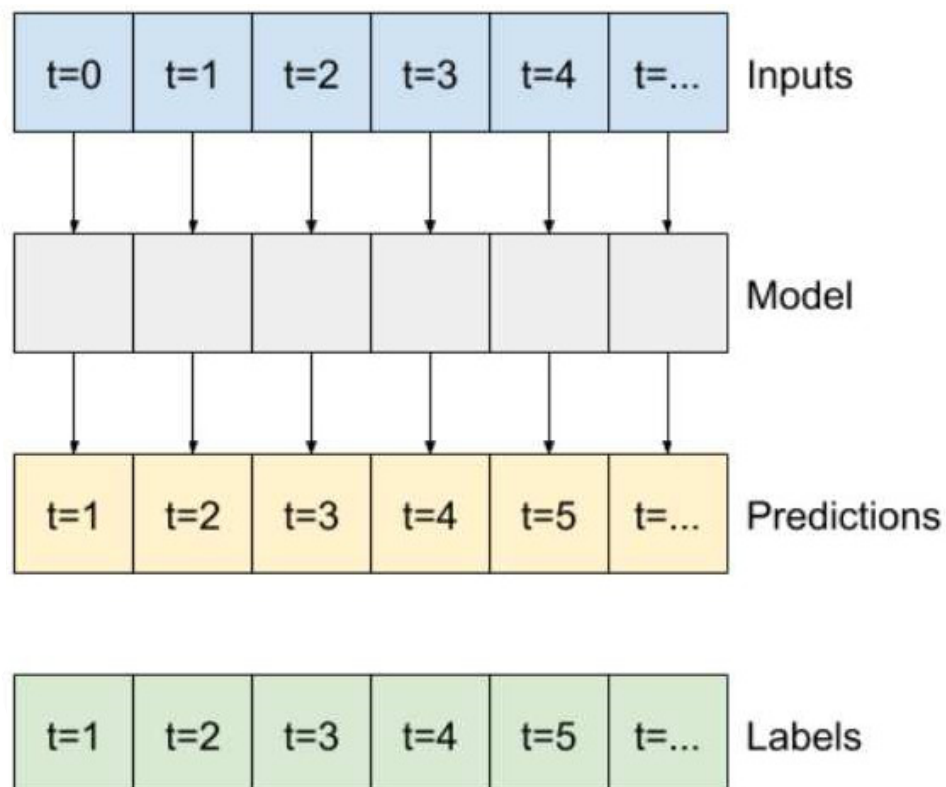 t=0 t=1 t=2 t=3 t=4 t=... Inputs
Model
t=1 t=2 t=3 t=4 t=5 t=... Predictions
t=1 t=2 t=3 t=4 t=5 t=... Labels